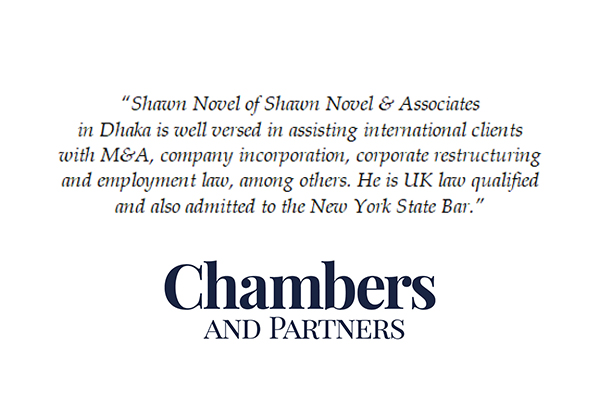 “Shawn Novel of Shawn Novel & Associates
in Dhaka is well versed in assisting international clients
with M&A, company incorporation, corporate restructuring
and employment law, among others. He is UK law qualified
and also admitted to the New York State Bar.”
Chambers
AND PARTNERS